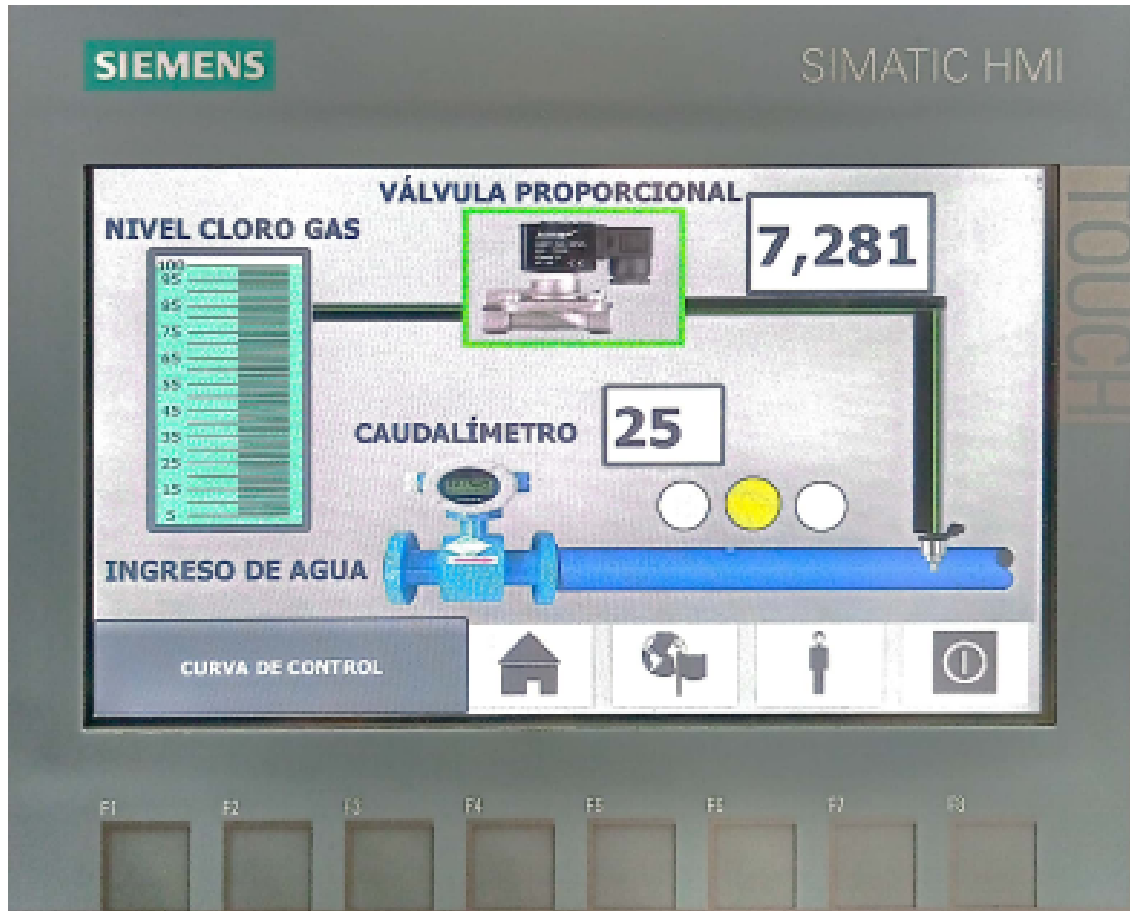 SIEMENS
SIMATIC HMI
TOUCH
VÁLVULA PROPORCIONAL
7,281
NIVEL CLORO GAS
100
95
85
75
65
55
45
35
25
15
5
CAUDALÍMETRO
25
INGRESO DE AGUA
CURVA DE CONTROL
F1
F2
F3
F4
F5
F6
F7
F8